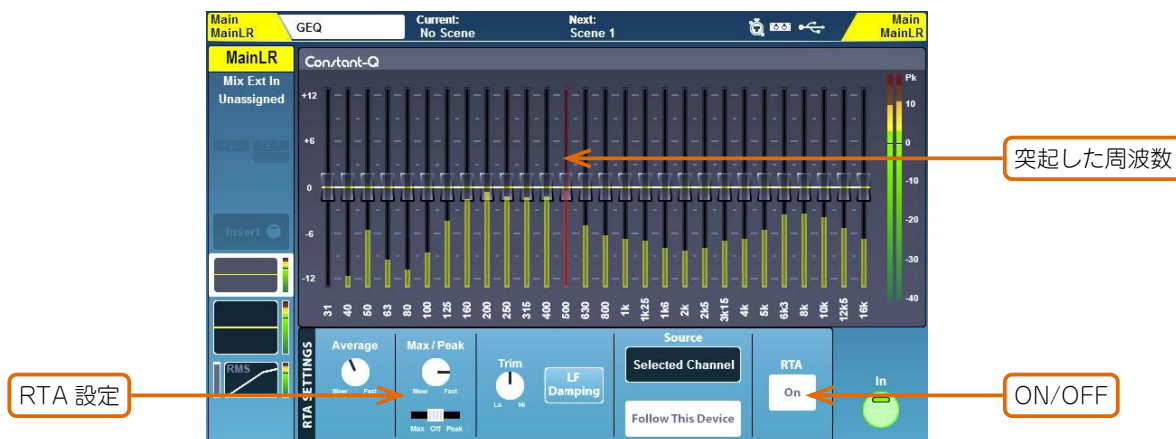 Main
MainLR
GEQ
Current:
No Scene
Next:
Scene 1
Main
MainLR
MainLR
Mix Ext In
Unassigned
Insert
RMS
Constant-Q
+12
+6
0
-6
-12
31 40 50 63 80 100 125 160 200 250 315 400 500 630 800 1k 1k25 1k6 2k 2k5 3k15 4k 5k 6k3 8k 10k 12k5 16k
Pk
10
0
-10
-20
-30
-40
突起した周波数
RTA SETTINGS
Average
Slow Fast
Max / Peak
Slow Fast
Max Off Peak
Trim
Lo Hi
LF
Damping
Source
Selected Channel
Follow This Device
RTA
On
In
RTA 設定
ON/OFF